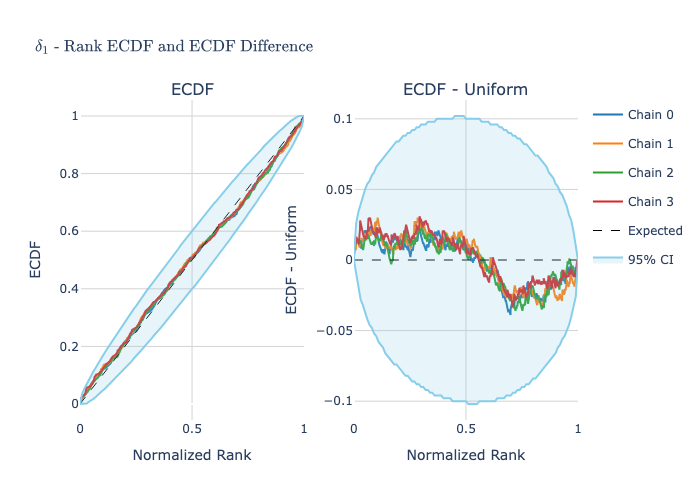 δ₁ - Rank ECDF and ECDF Difference
ECDF
ECDF - Uniform
1
0.8
0.6
0.4
0.2
0
0
0.5
1
Normalized Rank
ECDF
0.1
0.05
0
−0.05
−0.1
0
0.5
1
Normalized Rank
ECDF - Uniform
Chain 0
Chain 1
Chain 2
Chain 3
Expected
95% CI